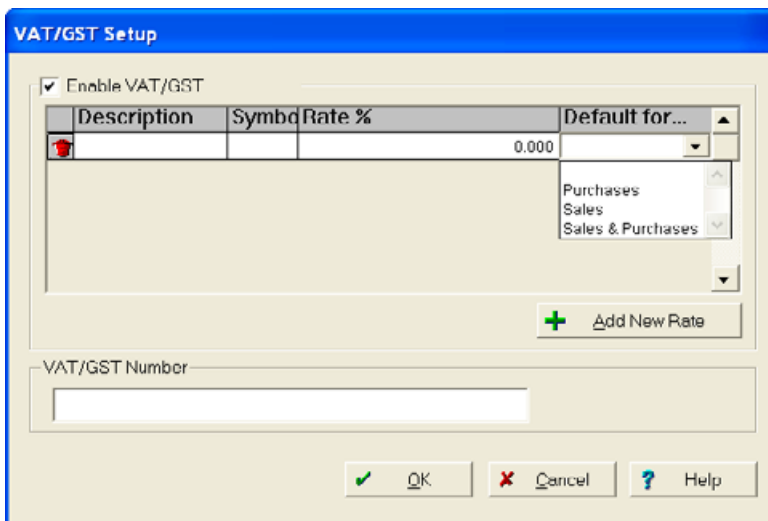 VAT/GST Setup
Enable VAT/GST
Description Symbo Rate % Default for...
0.000
Purchases
Sales
Sales & Purchases
Add New Rate
VAT/GST Number
OK Cancel Help